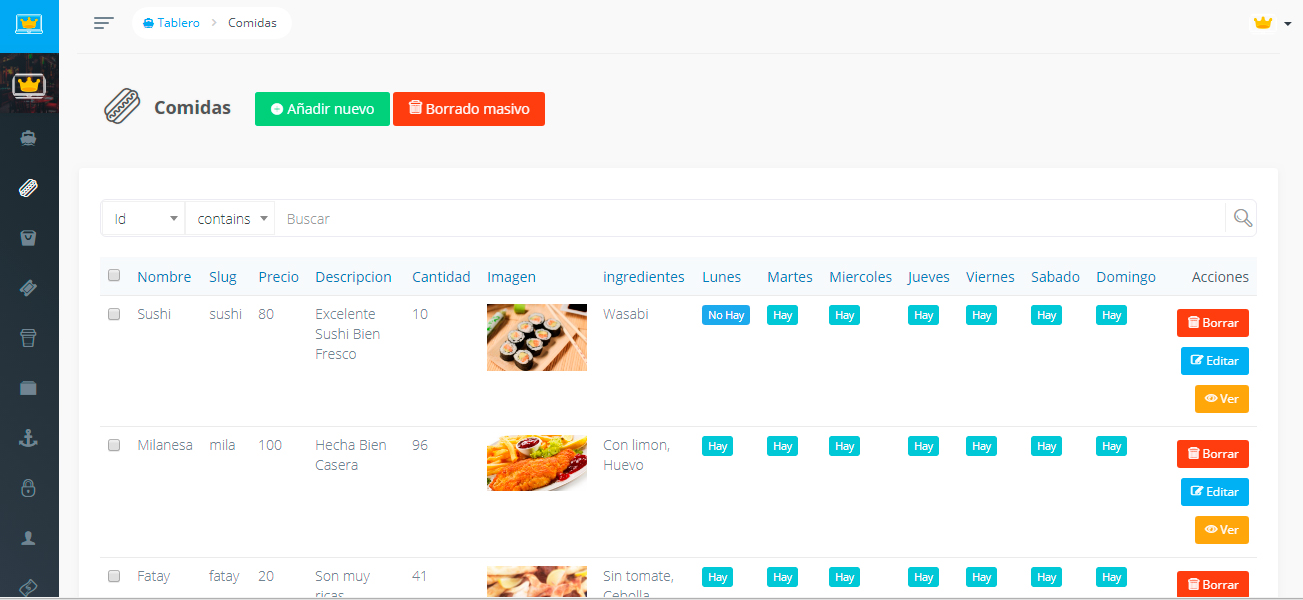 Tablero > Comidas
Comidas
Añadir nuevo
Borrado masivo
Id
contains
Buscar
Nombre Slug Precio Descripcion Cantidad Imagen ingredientes Lunes Martes Miercoles Jueves Viernes Sabado Domingo Acciones
Sushi sushi 80 Excelente 10 Wasabi No Hay Hay Hay Hay Hay Hay Hay Borrar
Sushi Bien
Fresco
Editar
Ver
Milanesa mila 100 Hecha Bien 96 Con limon, Hay Hay Hay Hay Hay Hay Hay Borrar
Casera Huevo
Editar
Ver
Fatay fatay 20 Son muy 41 Sin tomate, Hay Hay Hay Hay Hay Hay Hay Borrar
ricas Cebolla